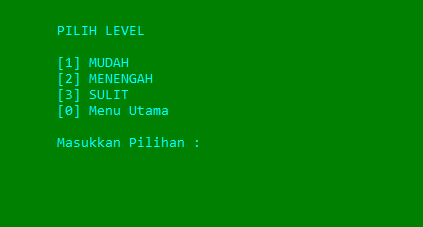 PILIH LEVEL
[1] MUDAH
[2] MENENGAH
[3] SULIT
[0] Menu Utama
Masukkan Pilihan :